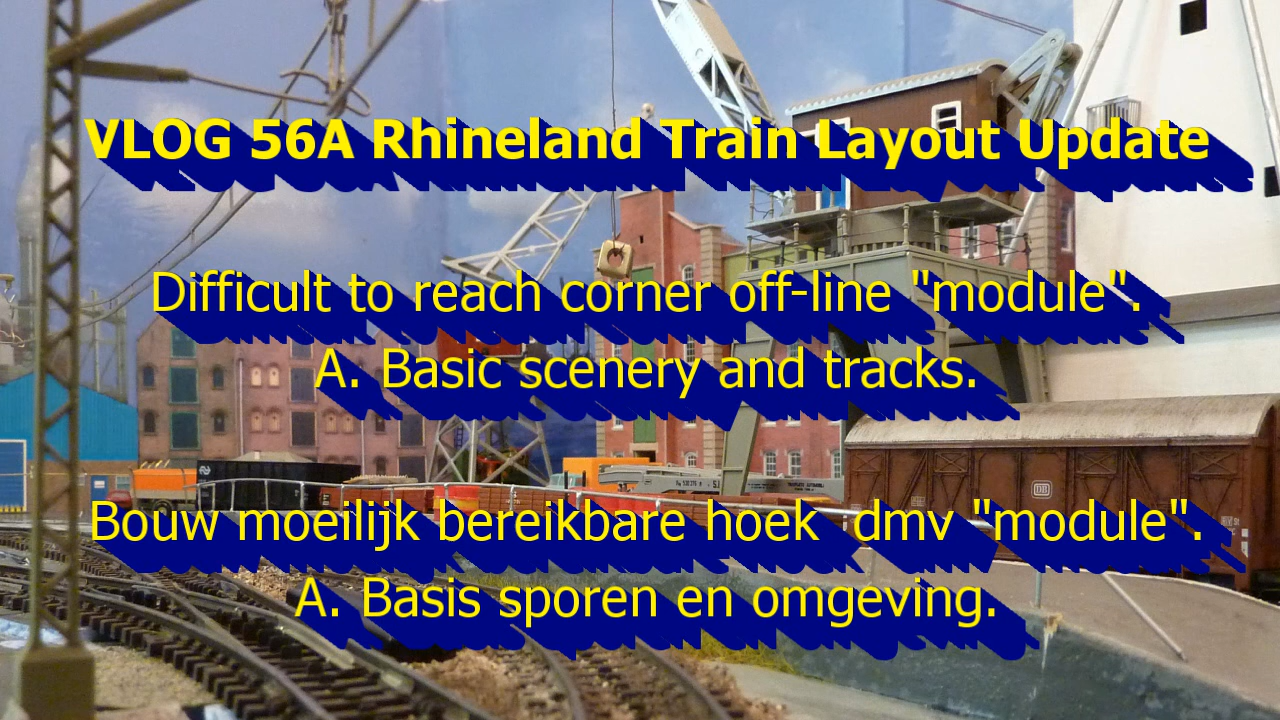 VLOG 56A Rhineland Train Layout Update
Difficult to reach corner off-line "module".
A. Basic scenery and tracks.
Bouw moeilijk bereikbare hoek dmv "module".
A. Basis sporen en omgeving.
DB